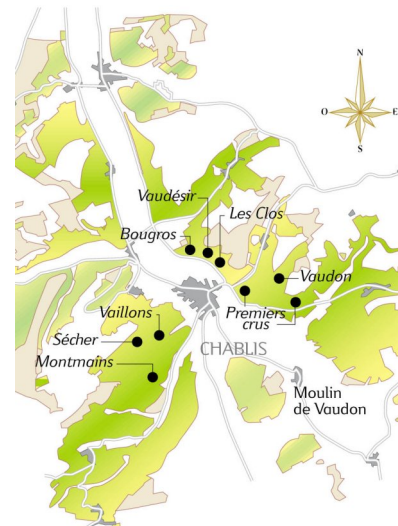 N
O
E
S
Vaudésir
Les Clos
Bougros
Vaudon
Premiers
crus
Vaillons
Sécher
Montmains
CHABLIS
Moulin
de Vaudon